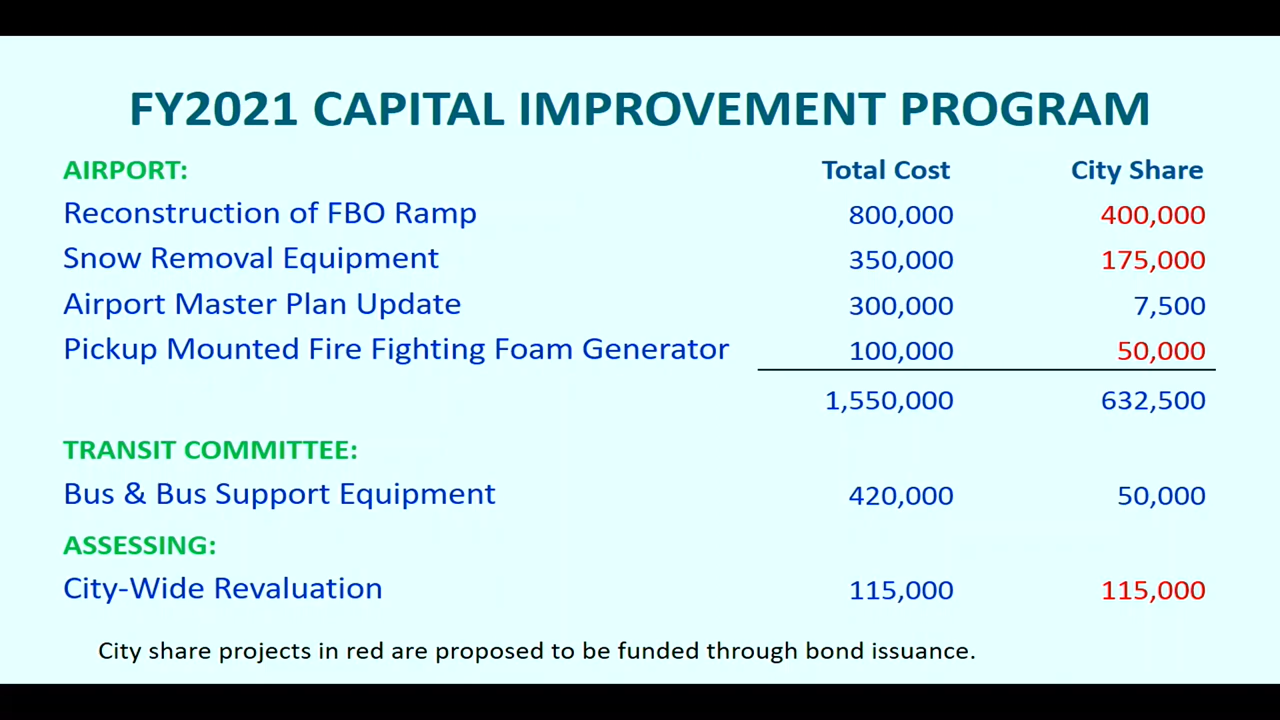 FY2021 CAPITAL IMPROVEMENT PROGRAM
AIRPORT: Total Cost City Share
Reconstruction of FBO Ramp 800,000 400,000
Snow Removal Equipment 350,000 175,000
Airport Master Plan Update 300,000 7,500
Pickup Mounted Fire Fighting Foam Generator 100,000 50,000
1,550,000 632,500
TRANSIT COMMITTEE:
Bus & Bus Support Equipment 420,000 50,000
ASSESSING:
City-Wide Revaluation 115,000 115,000
City share projects in red are proposed to be funded through bond issuance.